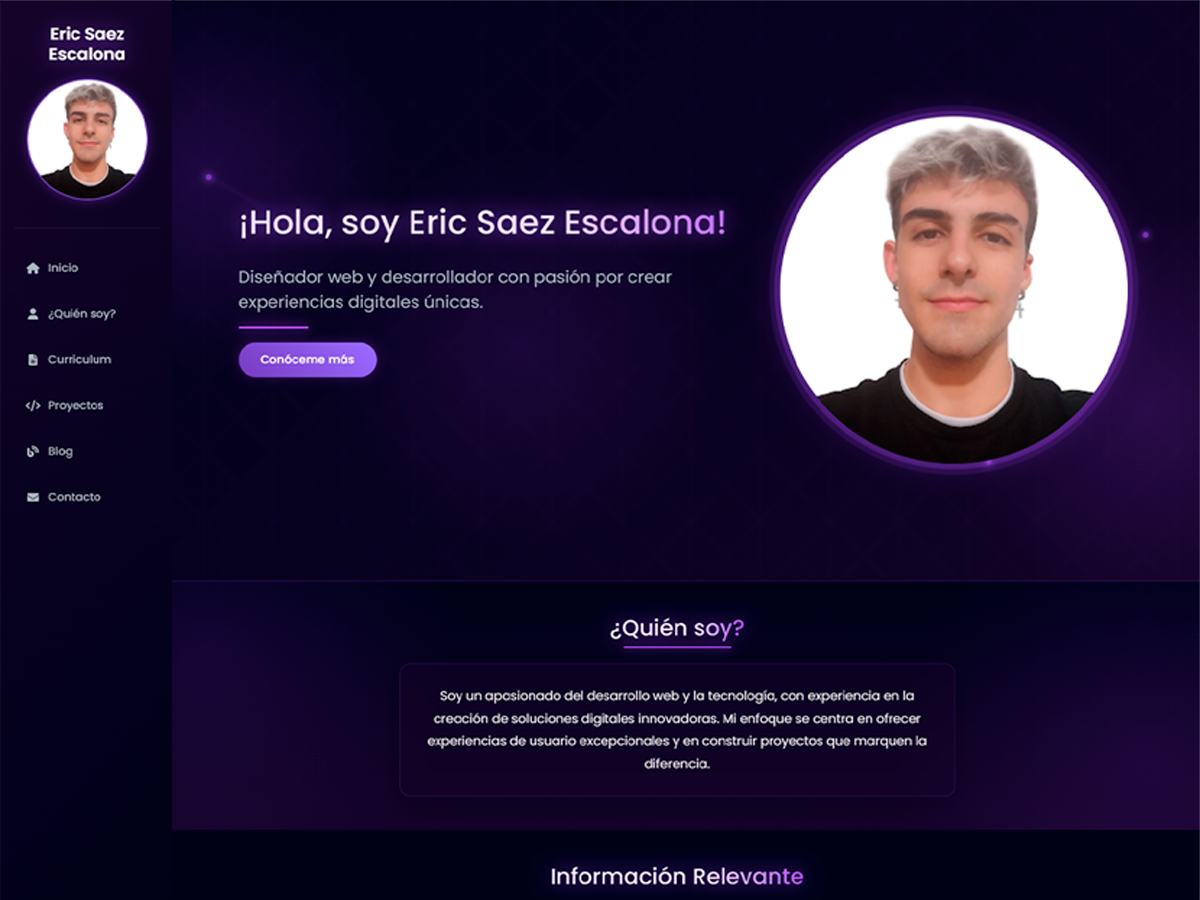 Eric Saez
Escalona
Inicio
¿Quién soy?
Curriculum
Proyectos
Blog
Contacto
¡Hola, soy Eric Saez Escalona!
Diseñador web y desarrollador con pasión por crear
experiencias digitales únicas.
Conóceme más
¿Quién soy?
Soy un apasionado del desarrollo web y la tecnología, con experiencia en la
creación de soluciones digitales innovadoras. Mi enfoque se centra en ofrecer
experiencias de usuario excepcionales y en construir proyectos que marquen la
diferencia.
Información Relevante